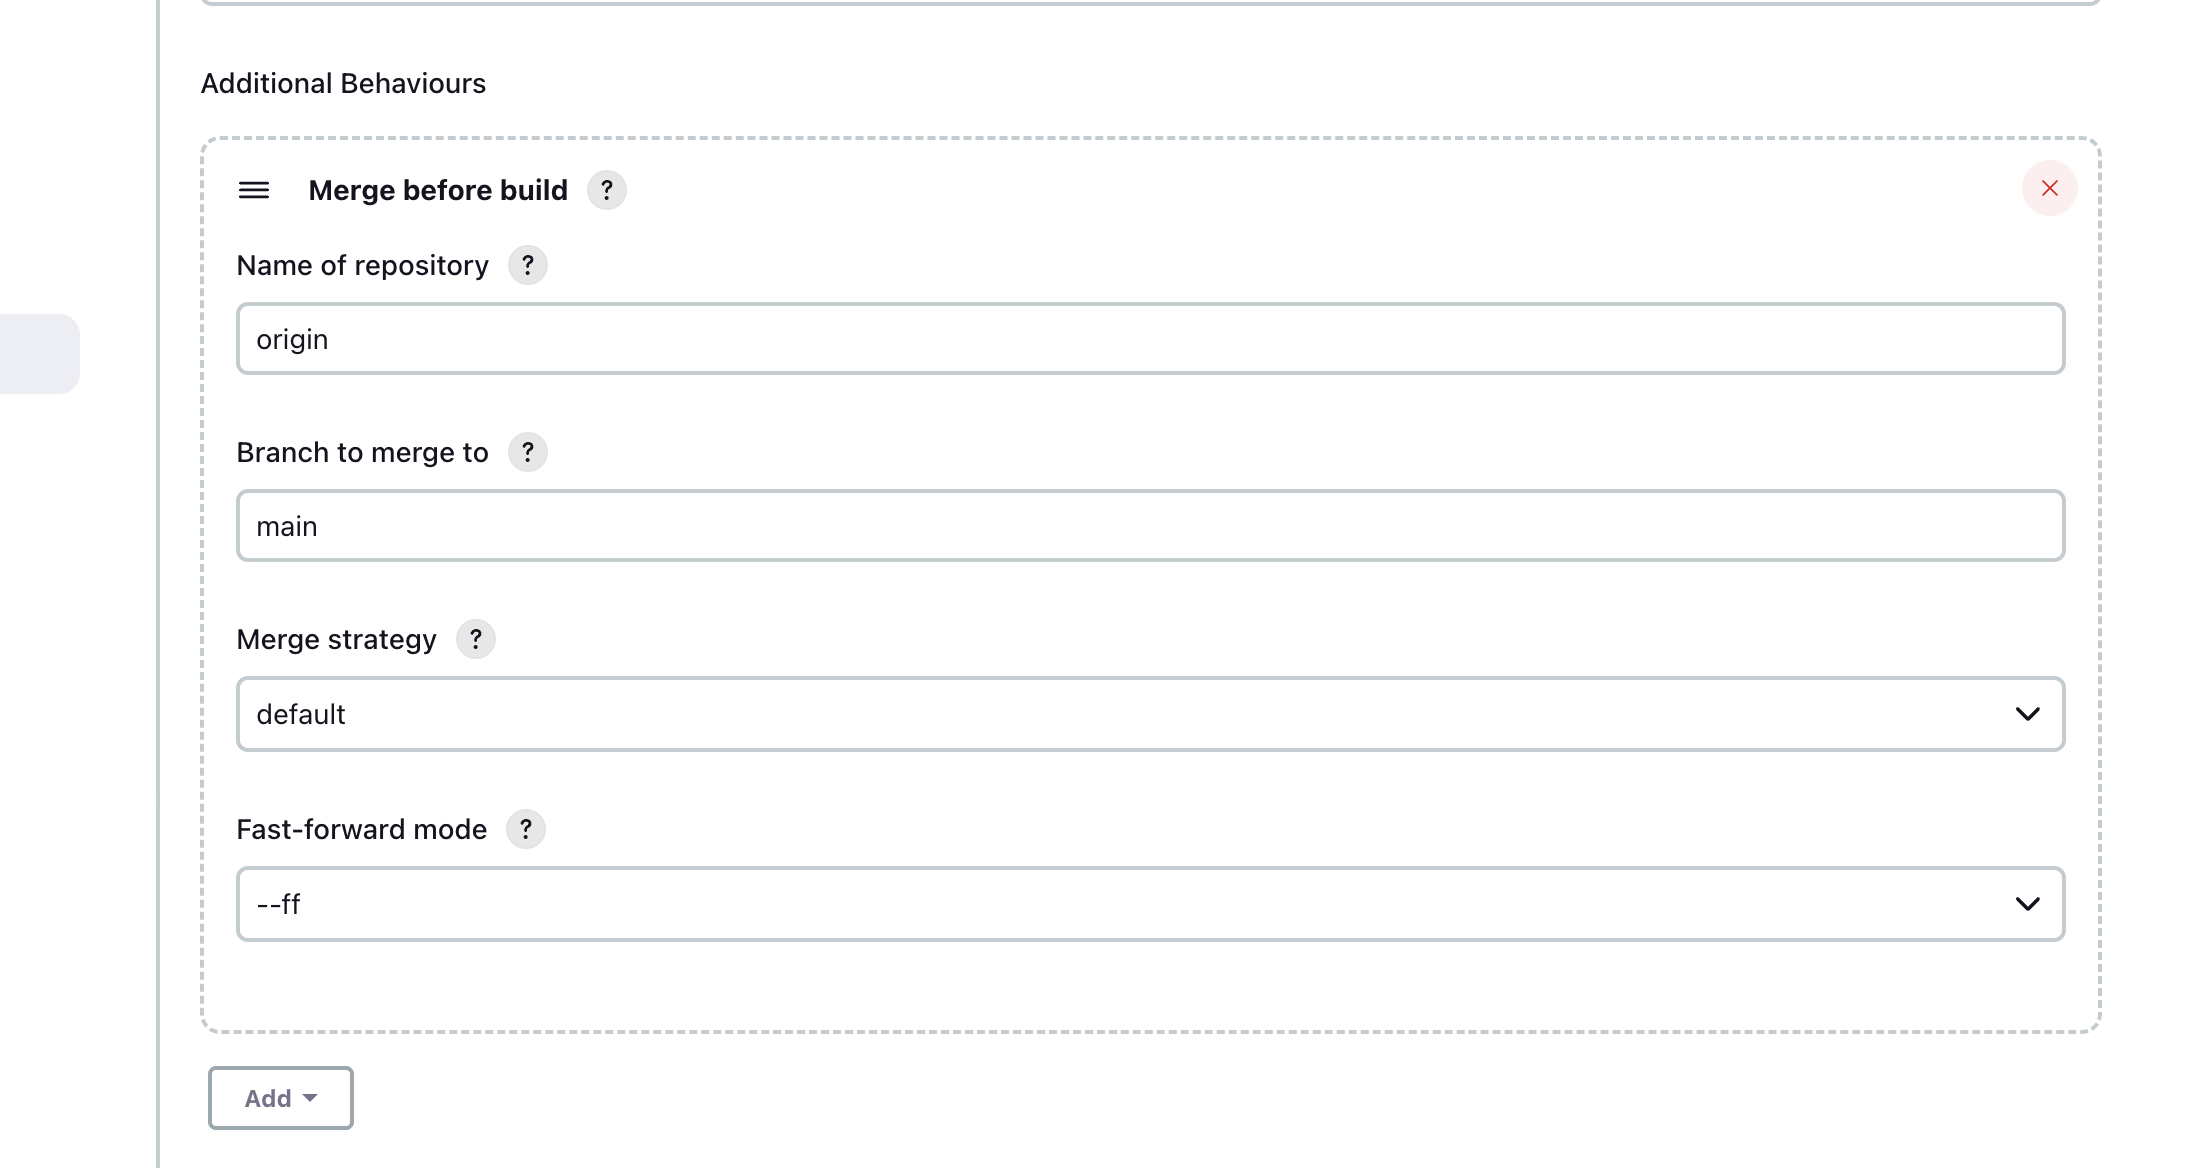 Additional Behaviours
Merge before build ?
Name of repository ?
origin
Branch to merge to ?
main
Merge strategy ?
default
Fast-forward mode ?
--ff
Add